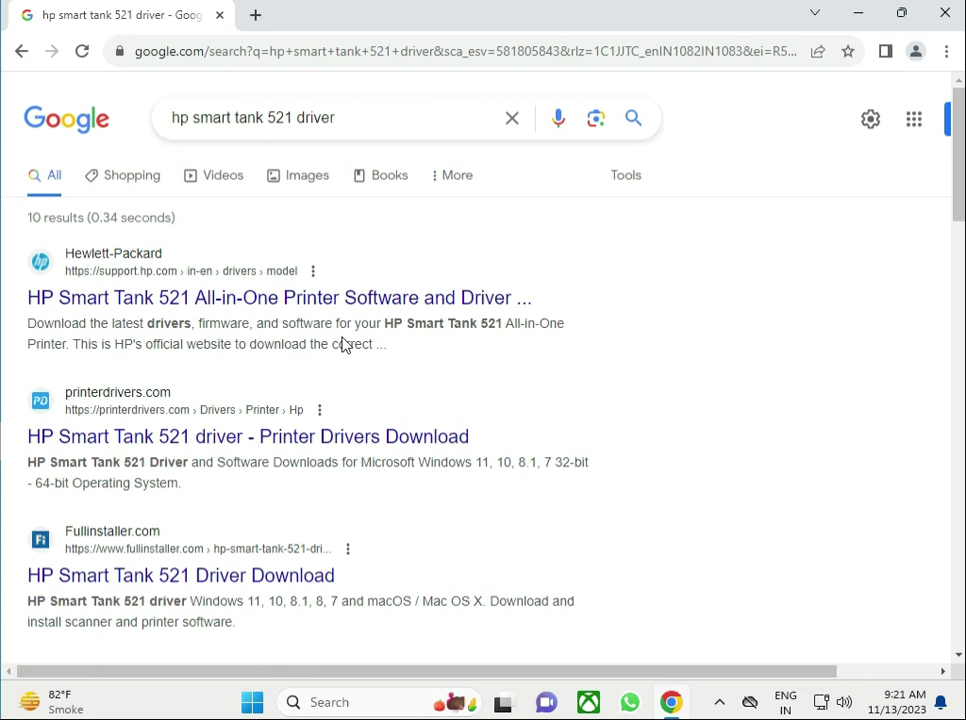 hp smart tank 521 driver - Goog
google.com/search?q=hp+smart+tank+521+driver&sca_esv=581805843&rlz=1C1JJTC_enIN1082IN1083&ei=R5...
Google
hp smart tank 521 driver
All
Shopping
Videos
Images
Books
More
Tools
10 results (0.34 seconds)
hp
Hewlett-Packard
https://support.hp.com › in-en › drivers › model
HP Smart Tank 521 All-in-One Printer Software and Driver ...
Download the latest drivers, firmware, and software for your HP Smart Tank 521 All-in-One
Printer. This is HP's official website to download the correct ...
PD
printerdrivers.com
https://printerdrivers.com › Drivers › Printer › Hp
HP Smart Tank 521 driver - Printer Drivers Download
HP Smart Tank 521 Driver and Software Downloads for Microsoft Windows 11, 10, 8.1, 7 32-bit
- 64-bit Operating System.
Fi
Fullinstaller.com
https://www.fullinstaller.com › hp-smart-tank-521-dri...
HP Smart Tank 521 Driver Download
HP Smart Tank 521 driver Windows 11, 10, 8.1, 8, 7 and macOS / Mac OS X. Download and
install scanner and printer software.
82°F
Smoke
Search
ENG
IN
9:21 AM
11/13/2023